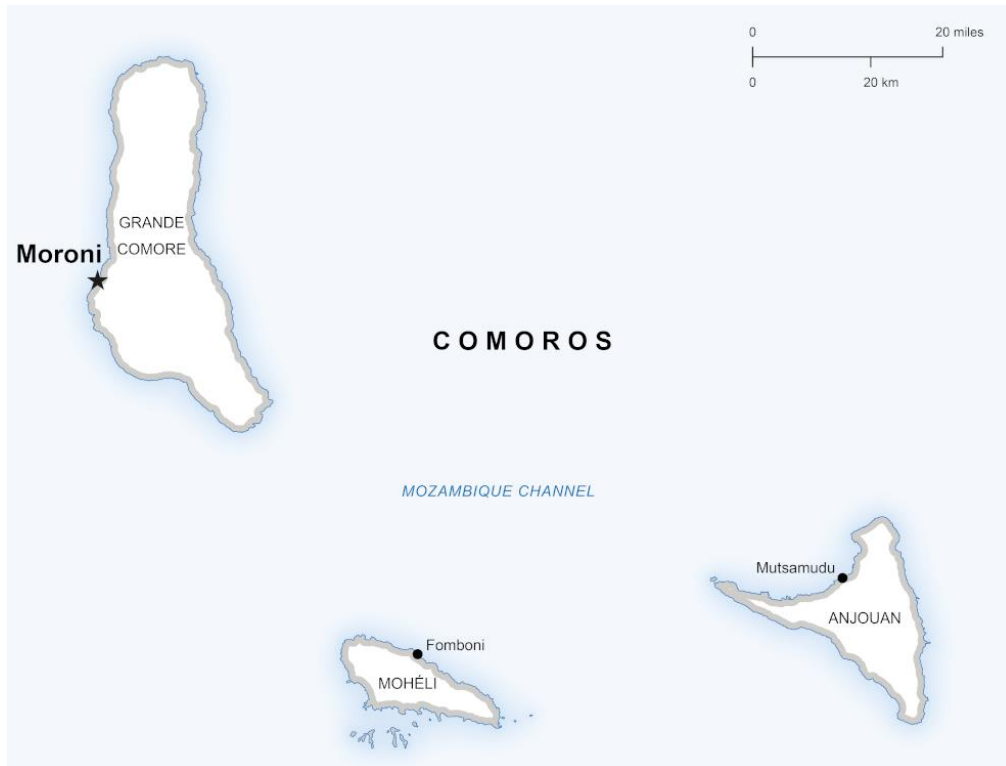 0 20 miles
0 20 km
GRANDE
COMORE
Moroni
COMOROS
MOZAMBIQUE CHANNEL
Mutsamudu
ANJOUAN
Fomboni
MOHÉLI